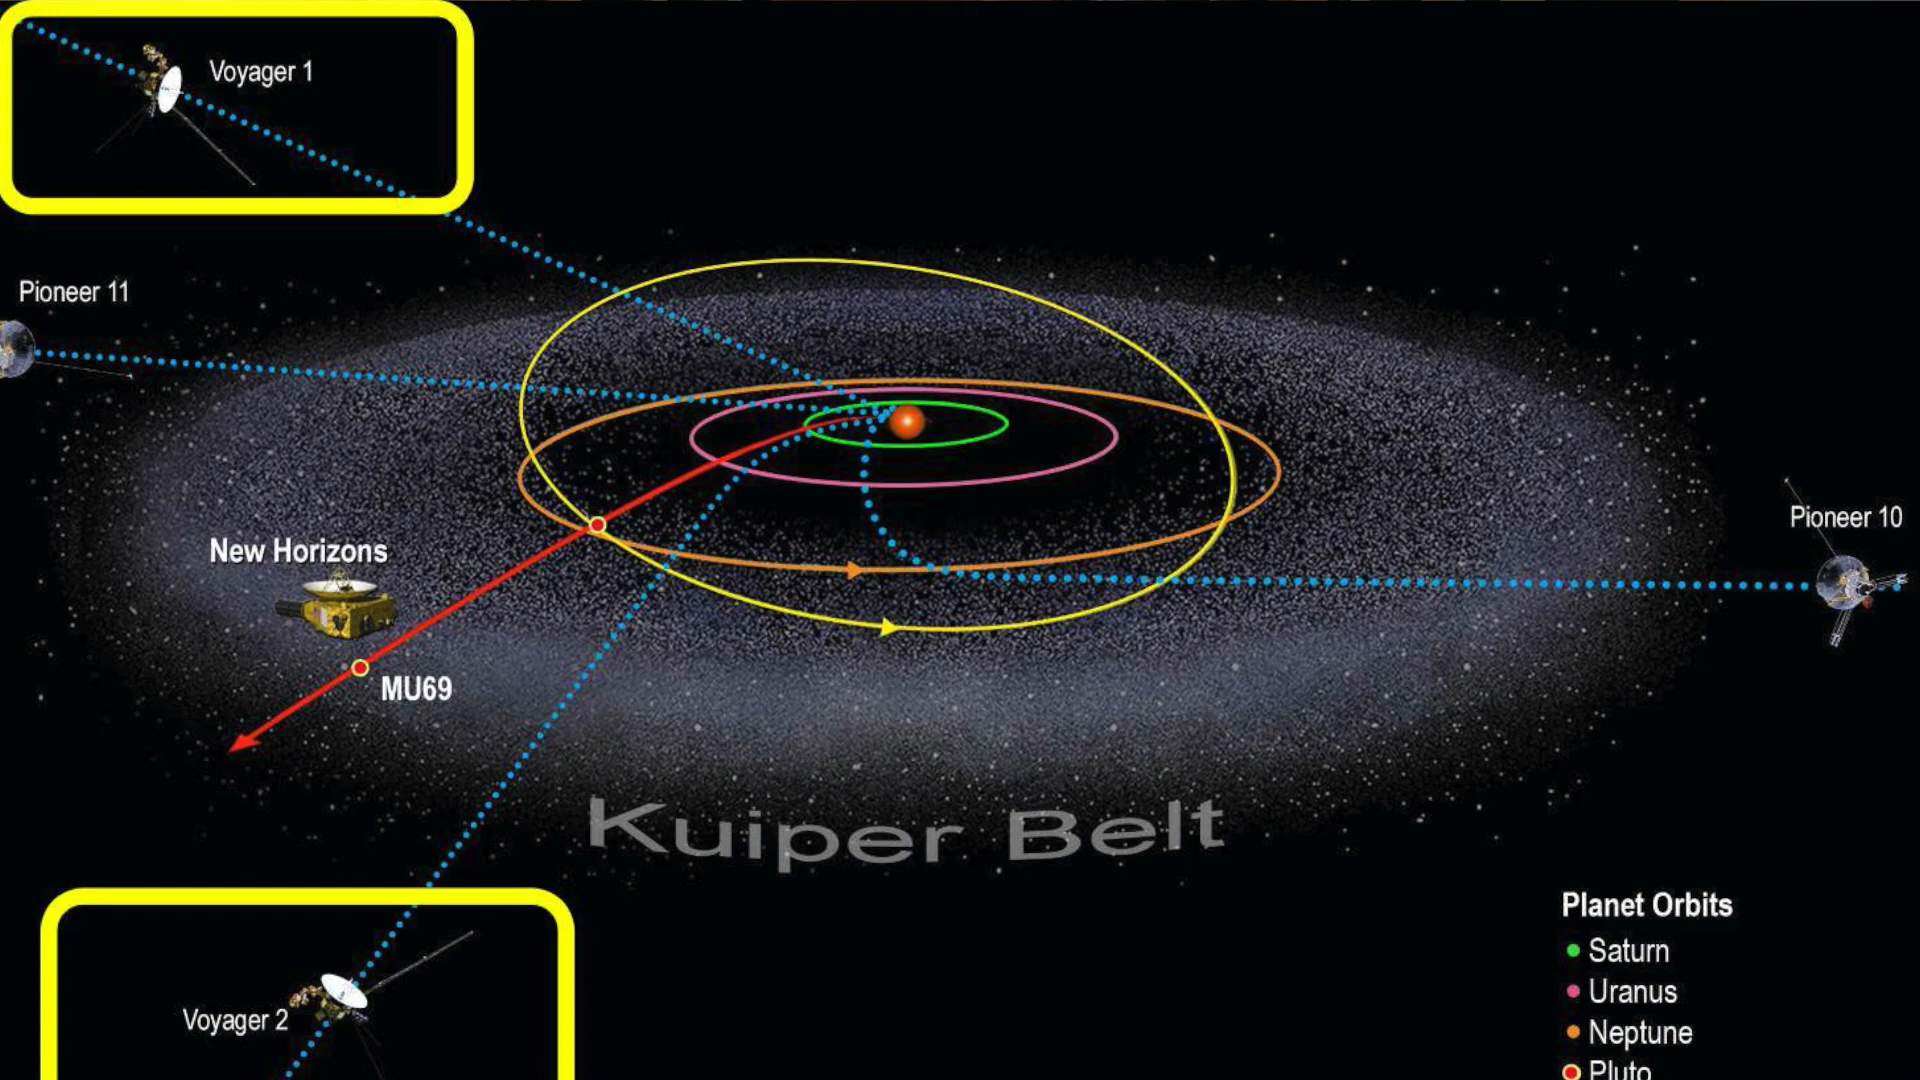 Voyager 1
Pioneer 11
Pioneer 10
New Horizons
MU69
Kuiper Belt
Voyager 2
Planet Orbits
Saturn
Uranus
Neptune
Pluto